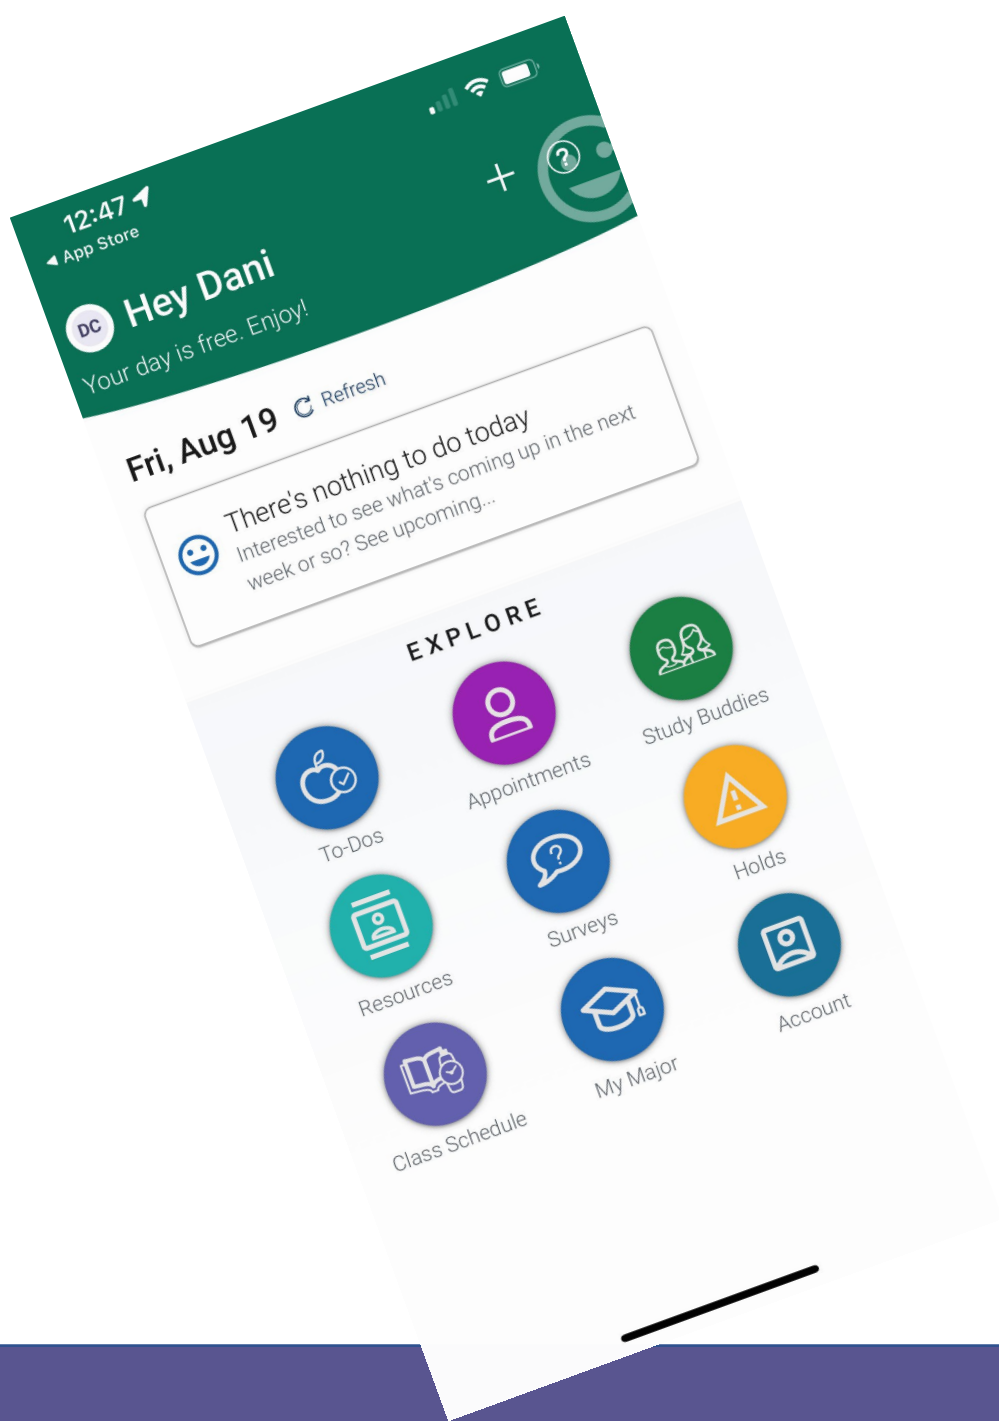 12:47
◀ App Store
?
DC
Hey Dani
Your day is free. Enjoy!
Fri, Aug 19
Refresh
There's nothing to do today
Interested to see what's coming up in the next
week or so? See upcoming...
EXPLORE
To-Dos
Appointments
Study Buddies
?
Resources
Surveys
Holds
Class Schedule
My Major
Account